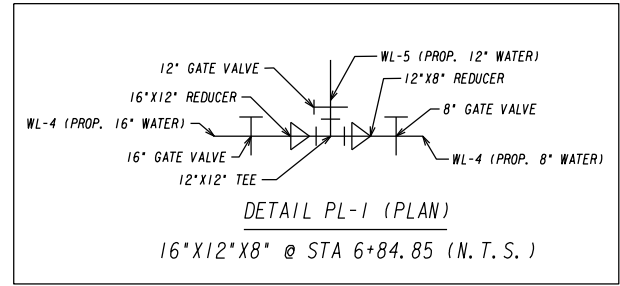 WL-5 (PROP. 12" WATER)
12" GATE VALVE
12"X8" REDUCER
16"X12" REDUCER
8" GATE VALVE
WL-4 (PROP. 16" WATER)
16" GATE VALVE
WL-4 (PROP. 8" WATER)
12"X12" TEE
DETAIL PL-1 (PLAN)
16"X12"X8" @ STA 6+84.85 (N.T.S.)